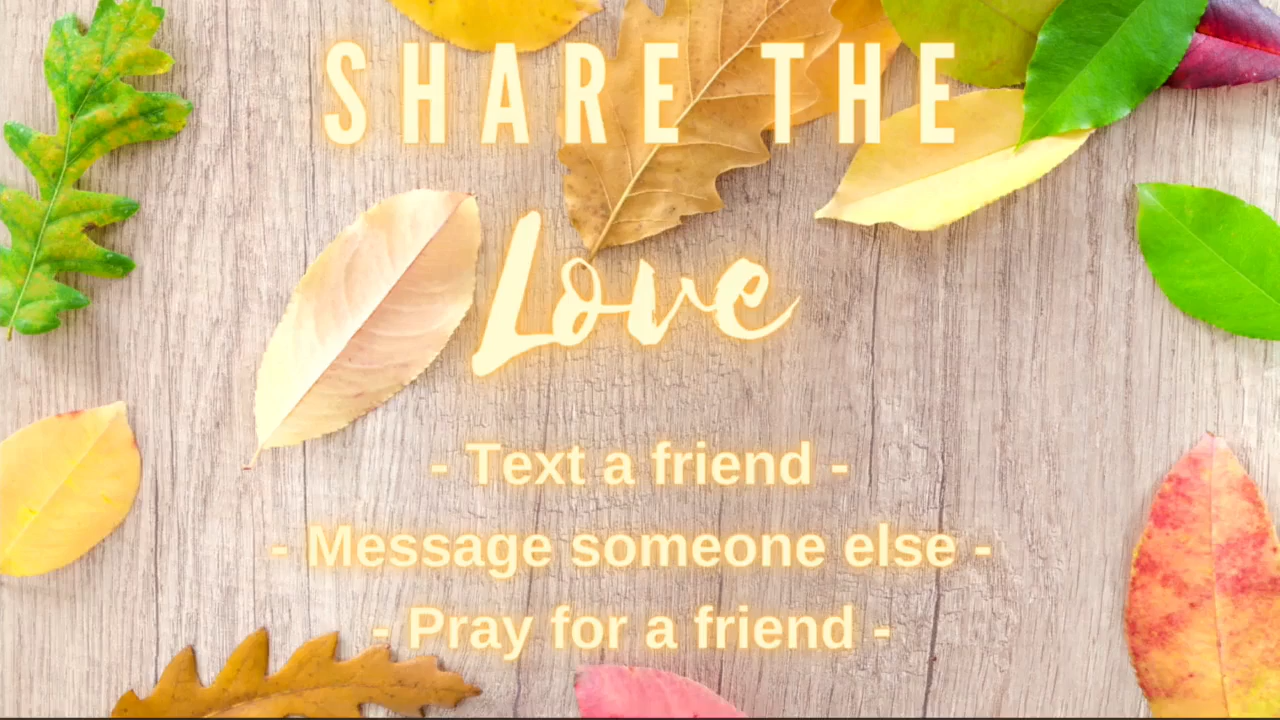 SHARE THE
Love
- Text a friend -
- Message someone else -
- Pray for a friend -